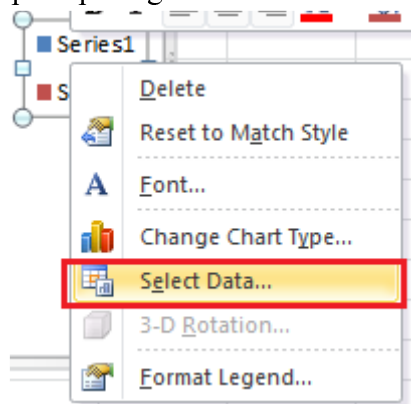 Series1
S
Delete
Reset to Match Style
A Font...
Change Chart Type...
Select Data...
3-D Rotation...
Format Legend...